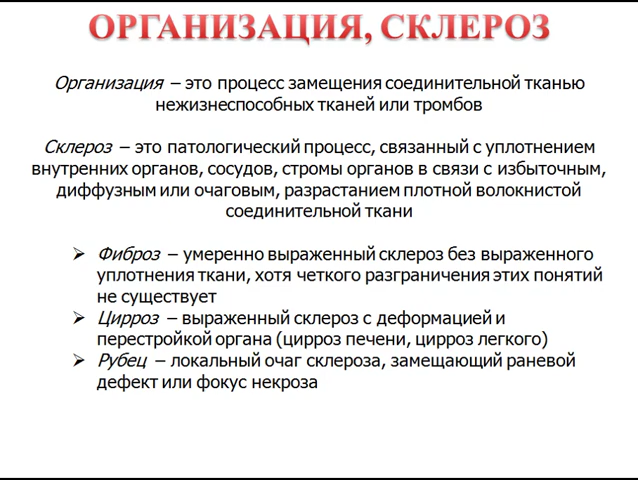 ОРГАНИЗАЦИЯ, СКЛЕРОЗ
Организация – это процесс замещения соединительной тканью
нежизнеспособных тканей или тромбов
Склероз – это патологический процесс, связанный с уплотнением
внутренних органов, сосудов, стромы органов в связи с избыточным,
диффузным или очаговым, разрастанием плотной волокнистой
соединительной ткани
➢ Фиброз – умеренно выраженный склероз без выраженного
уплотнения ткани, хотя четкого разграничения этих понятий
не существует
➢ Цирроз – выраженный склероз с деформацией и
перестройкой органа (цирроз печени, цирроз легкого)
➢ Рубец – локальный очаг склероза, замещающий раневой
дефект или фокус некроза